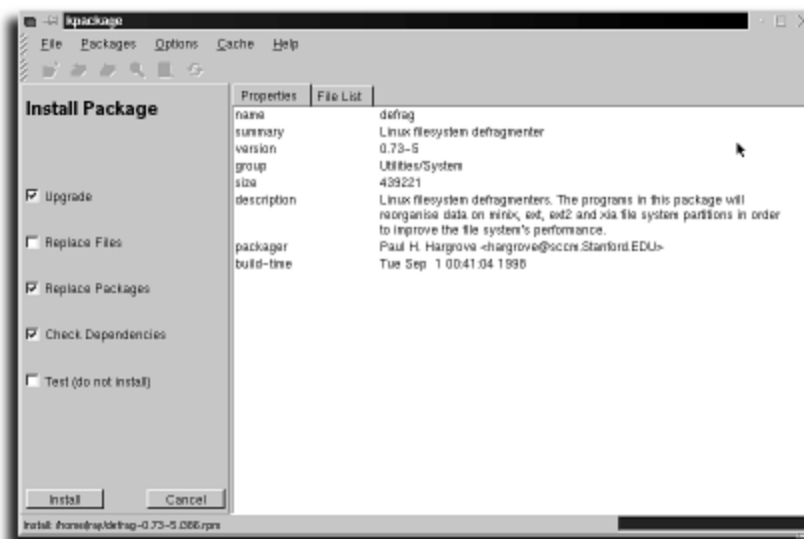 kpackage
File Packages Options Cache Help
Install Package
Properties File List
name defrag
summary Linux filesystem defragmenter
version 0.73-5
group Utilities/System
size 439221
description Linux filesystem defragmenters. The programs in this package will
reorganise data on minix, ext, ext2 and xia file system partitions in order
to improve the file system's performance.
packager Paul H. Hargrove <hargrove@sccm.Stanford.EDU>
build-time Tue Sep 1 00:41:04 1998
Upgrade
Replace Files
Replace Packages
Check Dependencies
Test (do not install)
Install Cancel
Install: